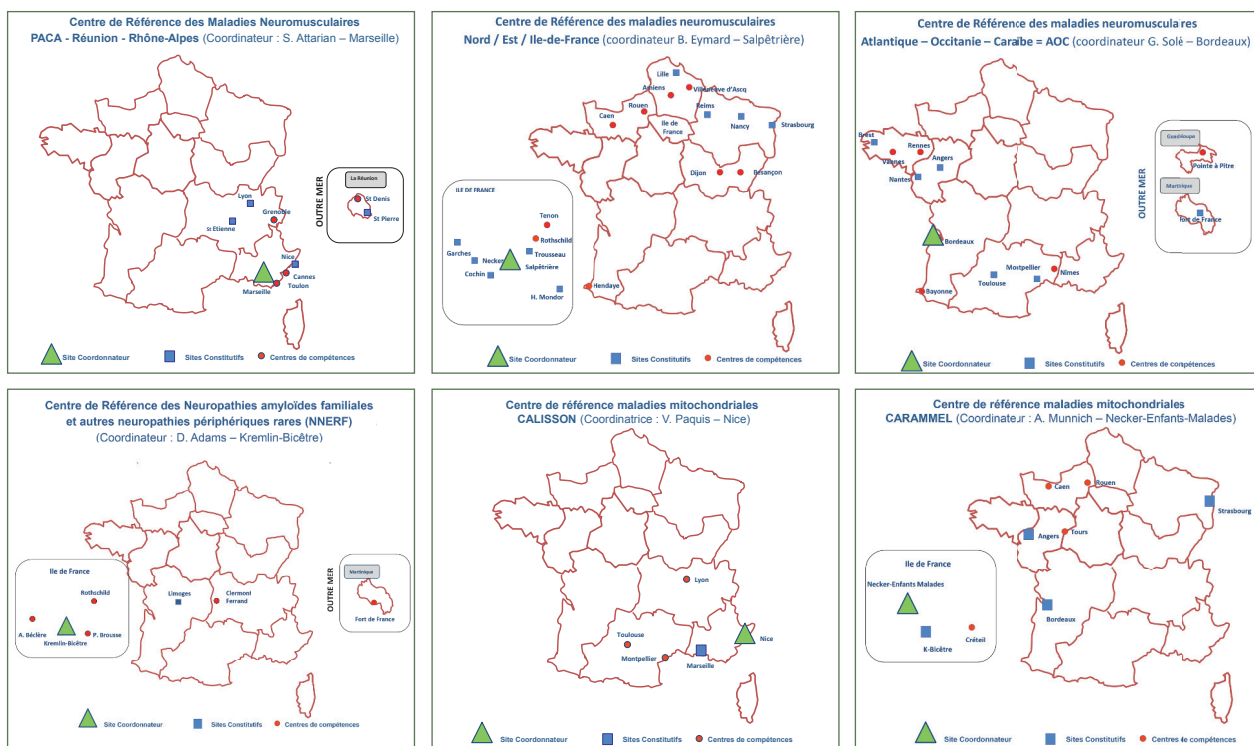 Centre de Référence des Maladies Neuromusculaires
PACA - Réunion - Rhône-Alpes (Coordinateur : S. Attarian – Marseille)
OUTRE MER
La Réunion
St Denis
St Pierre
Lyon
Grenoble
St Etienne
Nice
Cannes
Toulon
Marseille
Site Coordonnateur
Sites Constitutifs
Centres de compétences
Centre de Référence des maladies neuromusculaires
Nord / Est / Ile-de-France (coordinateur B. Eymard – Salpêtrière)
Lille
Amiens
Villeneuve d'Ascq
Rouen
Reims
Caen
Ile de
France
Nancy
Strasbourg
Dijon
Besançon
ILE DE FRANCE
Tenon
Rothschild
Garches
Necker
Trousseau
Salpêtrière
Cochin
H. Mondor
Hendaye
Site Coordonnateur
Sites Constitutifs
Centres de compétences
Centre de Référence des maladies neuromusculaires
Atlantique – Occitanie – Caraïbe = AOC (coordinateur G. Solé – Bordeaux)
Brest
Rennes
Vannes
Angers
Nantes
OUTRE MER
Guadeloupe
Pointe à Pitre
Martinique
Fort de France
Bordeaux
Montpellier
Nîmes
Toulouse
Bayonne
Site Coordonnateur
Sites Constitutifs
Centres de compétences
Centre de Référence des Neuropathies amyloïdes familiales
et autres neuropathies périphériques rares (NNERF)
(Coordinateur : D. Adams – Kremlin-Bicêtre)
Ile de France
Rothschild
A. Béclère
P. Brousse
Kremlin-Bicêtre
Limoges
Clermont
Ferrand
OUTRE MER
Martinique
Fort de France
Site Coordonnateur
Sites Constitutifs
Centres de compétences
Centre de référence maladies mitochondriales
CALISSON (Coordinatrice : V. Paquis – Nice)
Lyon
Toulouse
Nice
Montpellier
Marseille
Site Coordonnateur
Sites Constitutifs
Centres de compétences
Centre de référence maladies mitochondriales
CARAMMEL (Coordinateur : A. Munnich – Necker-Enfants-Malades)
Caen
Rouen
Strasbourg
Angers
Tours
Ile de France
Necker-Enfants Malades
Créteil
K-Bicêtre
Bordeaux
Site Coordonnateur
Sites Constitutifs
Centres de compétences